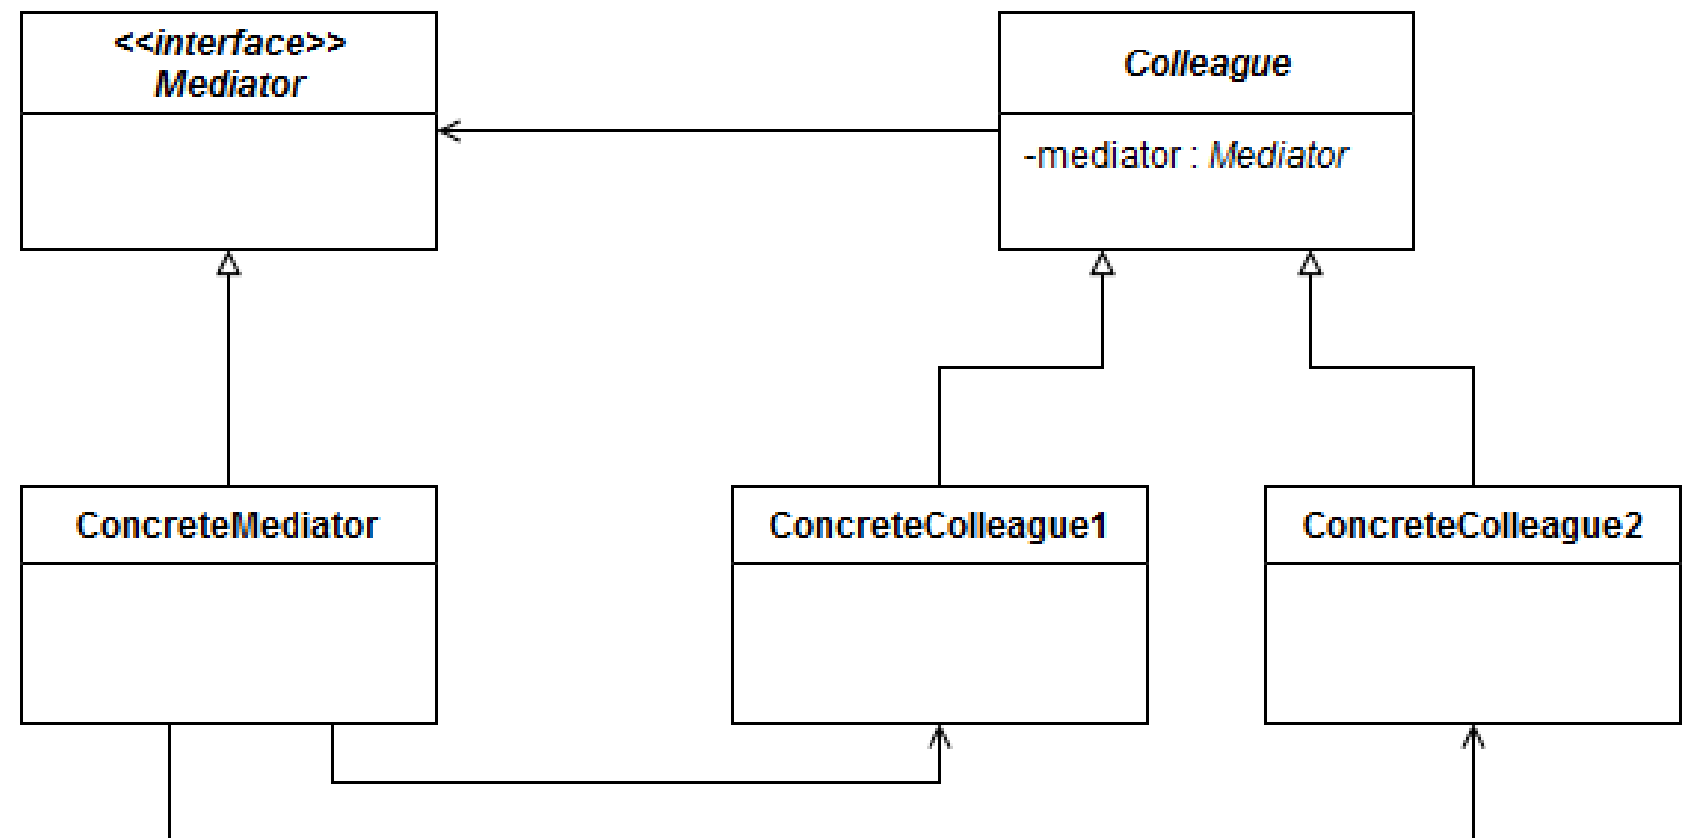 <<interface>>
Mediator
Colleague
-mediator : Mediator
ConcreteMediator
ConcreteColleague1
ConcreteColleague2